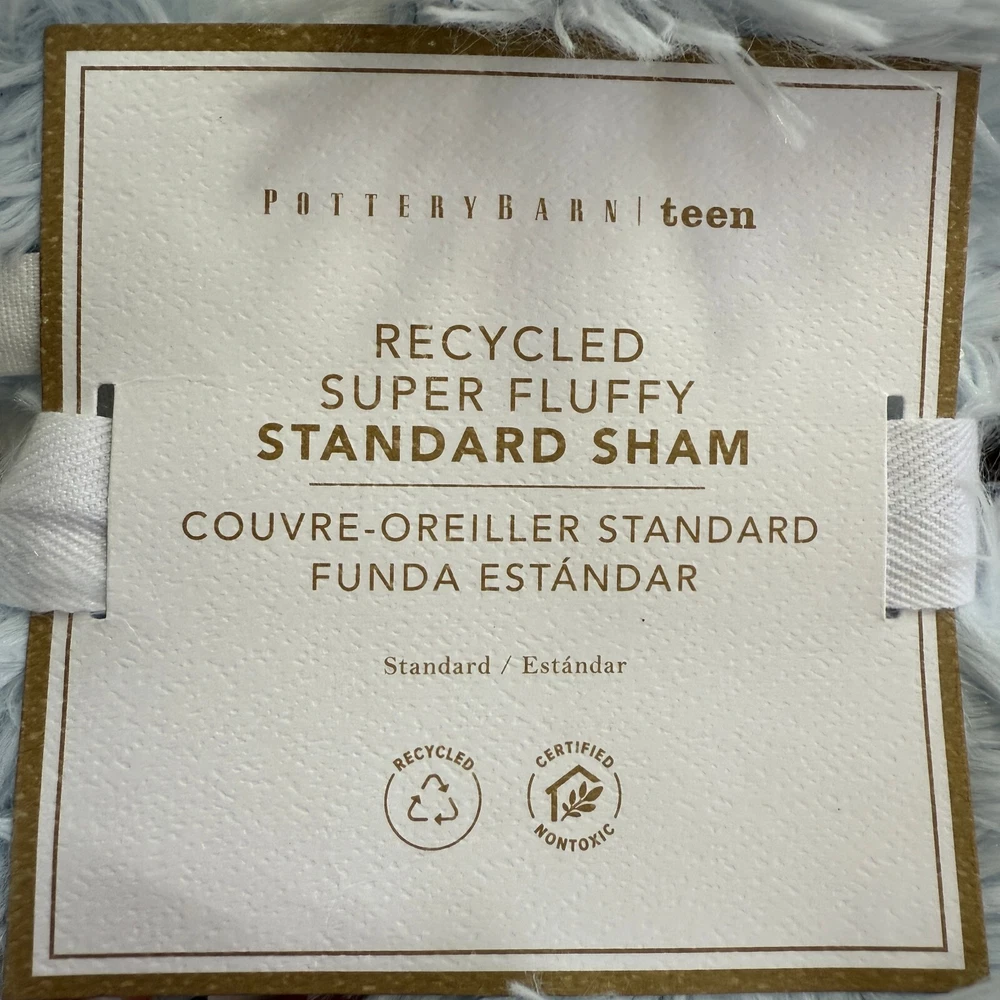 POTTERYBARN | teen
RECYCLED
SUPER FLUFFY
STANDARD SHAM
COUVRE-OREILLER STANDARD
FUNDA ESTÁNDAR
Standard / Estándar
RECYCLED
CERTIFIED
NONTOXIC